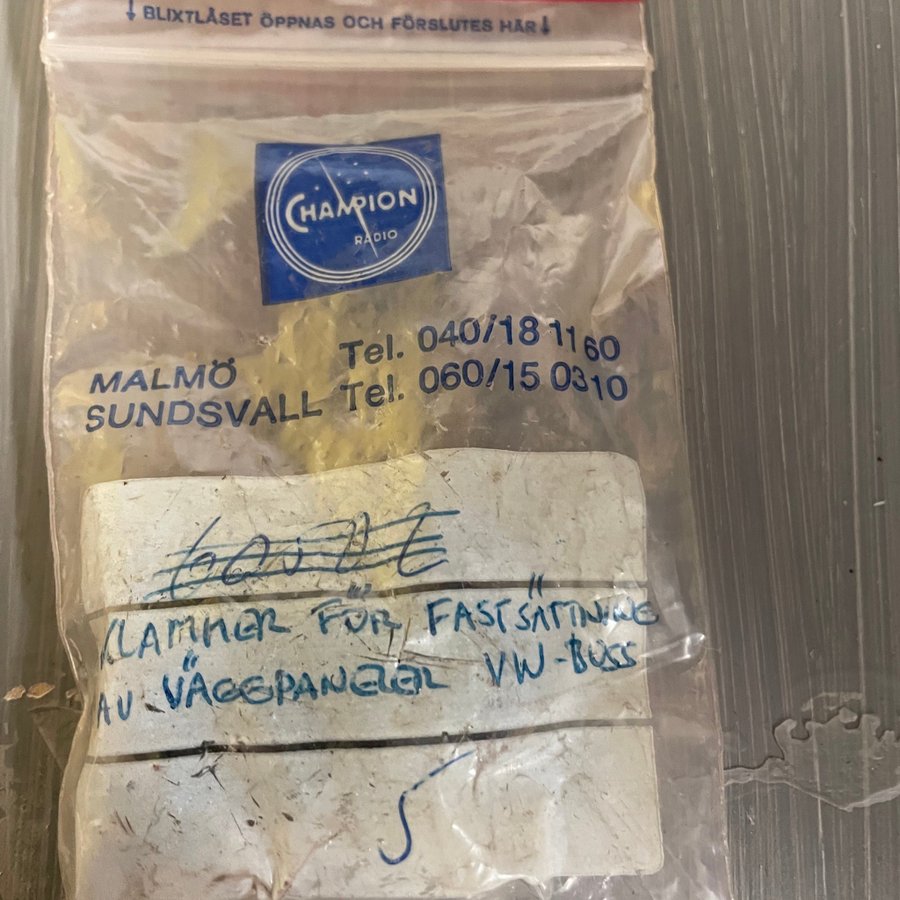 ↓ BLIXTLÅSET ÖPPNAS OCH FÖRSLUTES HÄR ↓
CHAMPION
RADIO
MALMÖ Tel. 040/18 11 60
SUNDSVALL Tel. 060/15 03 10
KLAMMER FÖR FASTSÄTTNING
AV VÄGGPANELER VW-BUSS
5